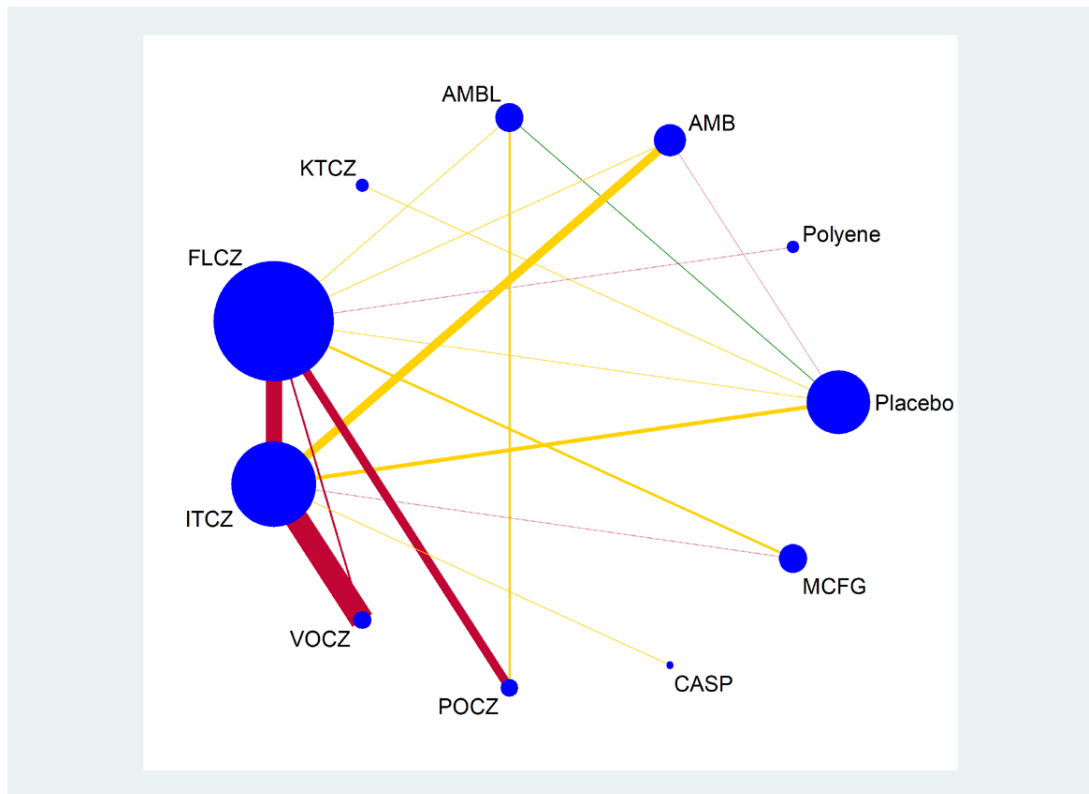 AMBL
AMB
KTCZ
Polyene
FLCZ
Placebo
ITCZ
MCFG
VOCZ
CASP
POCZ